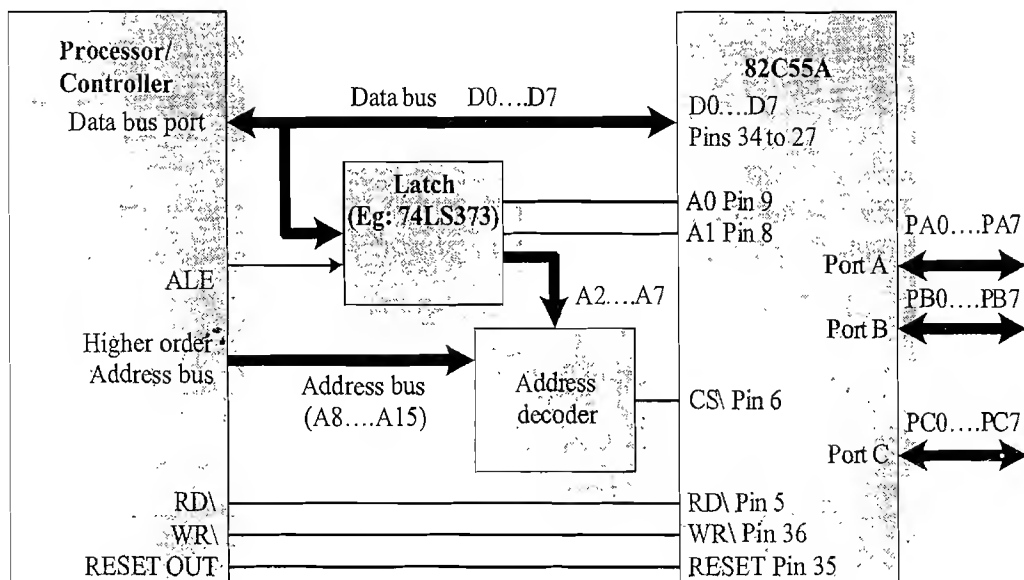 Processor/
Controller
Data bus port
Data bus D0....D7
82C55A
D0....D7
Pins 34 to 27
Latch
(Eg: 74LS373)
A0 Pin 9
A1 Pin 8
PA0....PA7
Port A
ALE
A2....A7
PB0....PB7
Port B
Higher order
Address bus
Address bus
(A8....A15)
Address
decoder
CS\ Pin 6
PC0....PC7
Port C
RD\
RD\ Pin 5
WR\
WR\ Pin 36
RESET OUT
RESET Pin 35